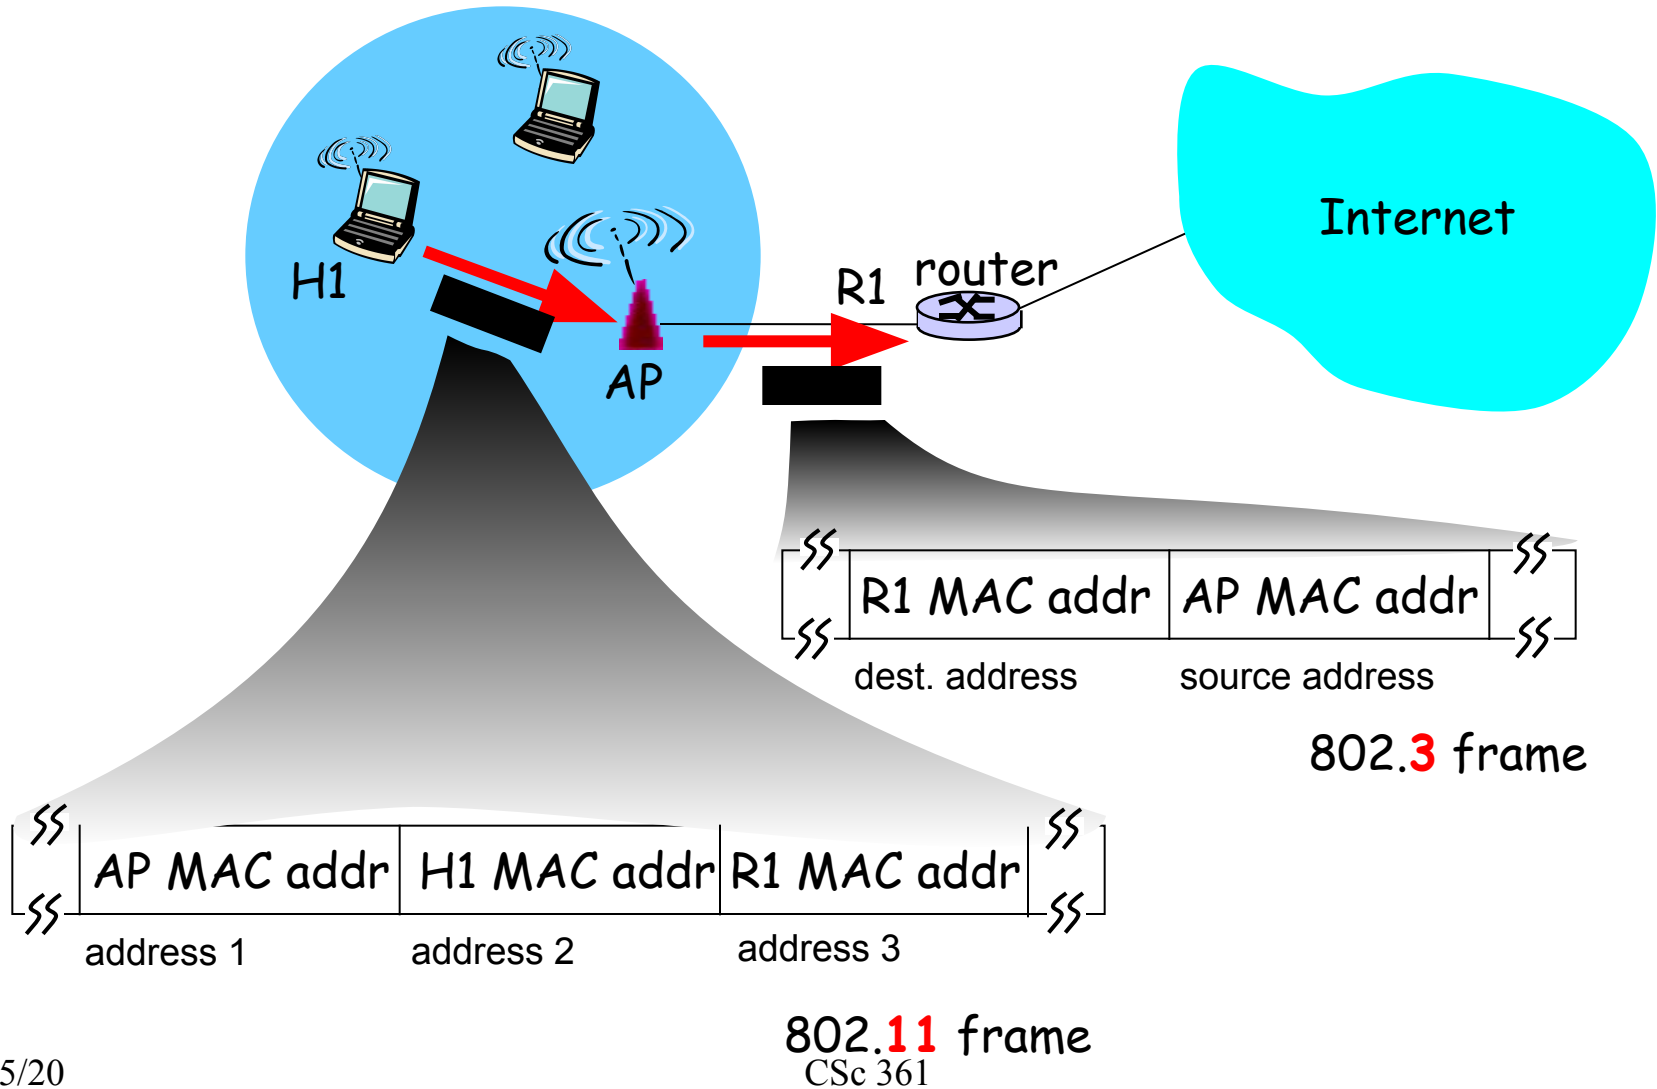 Internet
router
R1
H1
AP
R1 MAC addr AP MAC addr
dest. address source address
802.3 frame
AP MAC addr H1 MAC addr R1 MAC addr
address 1 address 2 address 3
802.11 frame
5/20 CSc 361